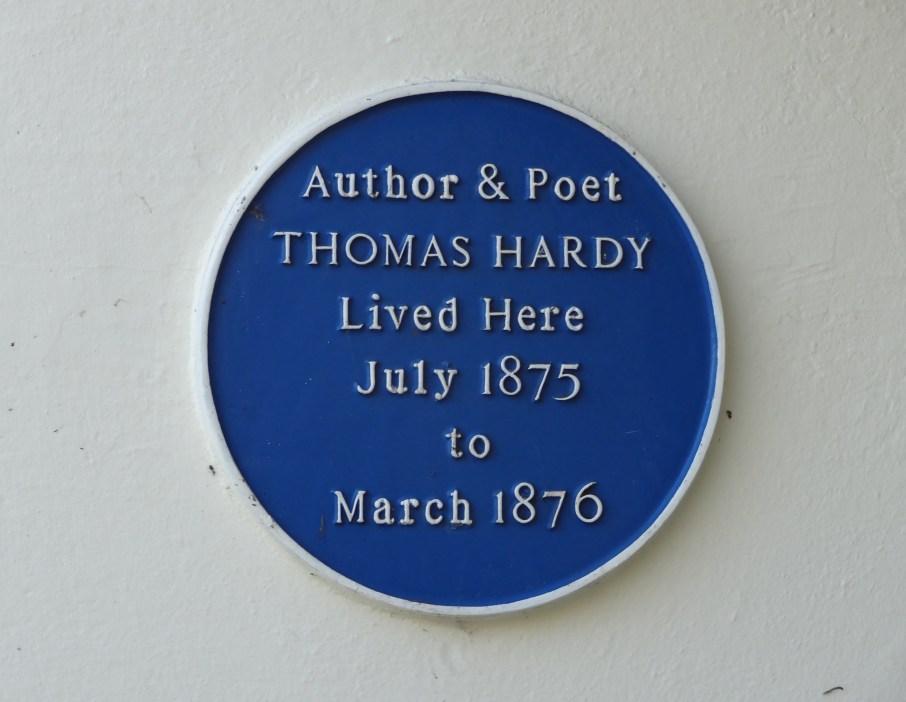 Author & Poet
THOMAS HARDY
Lived Here
July 1875
to
March 1876